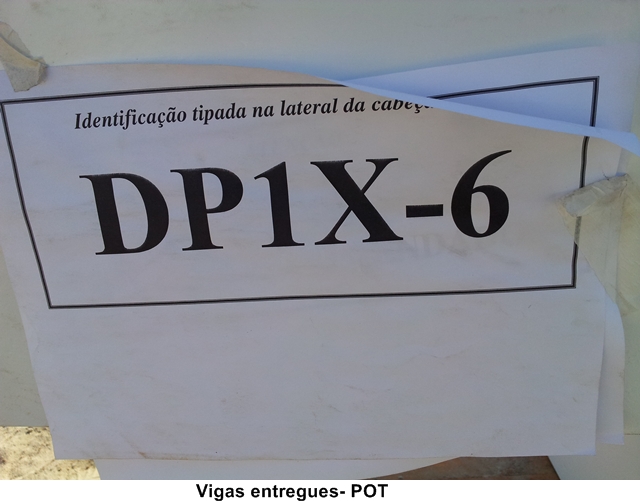 Identificação tipada na lateral da
DP1X-6
Vigas entregues- POT